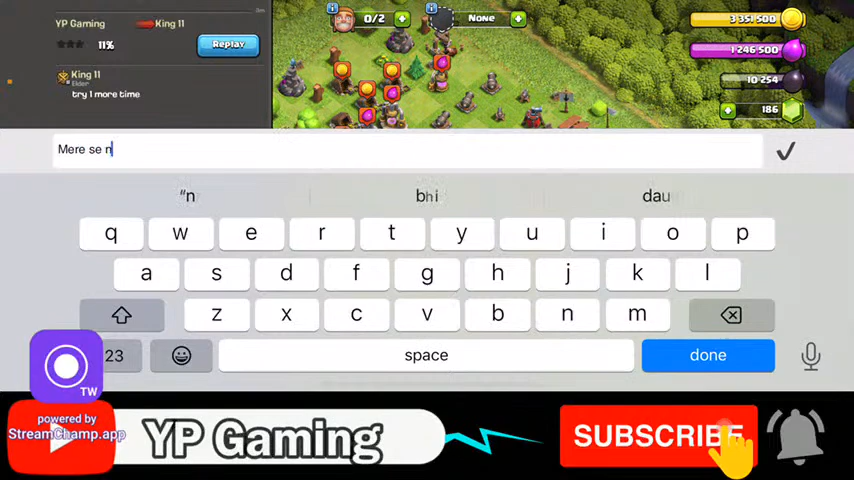 YP Gaming King 11
11% Replay
King 11
Elder
try 1 more time
0/2 None
3 351 500
1 246 500
10 254
186
Mere se n
"n bhi dau
q w e r t y u i o p
a s d f g h j k l
z x c v b n m
23 space done
TW
powered by
StreamChamp.app
YP Gaming
SUBSCRIBE